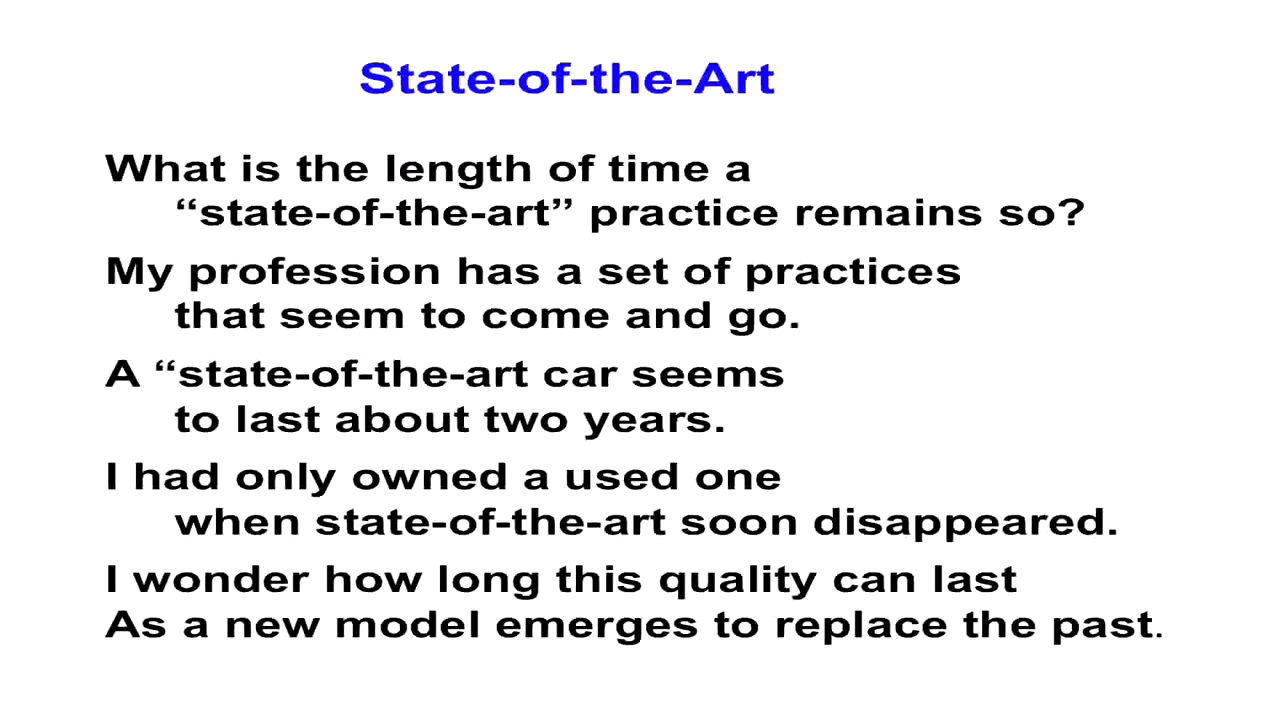 State-of-the-Art
What is the length of time a
“state-of-the-art” practice remains so?
My profession has a set of practices
that seem to come and go.
A “state-of-the-art car seems
to last about two years.
I had only owned a used one
when state-of-the-art soon disappeared.
I wonder how long this quality can last
As a new model emerges to replace the past.